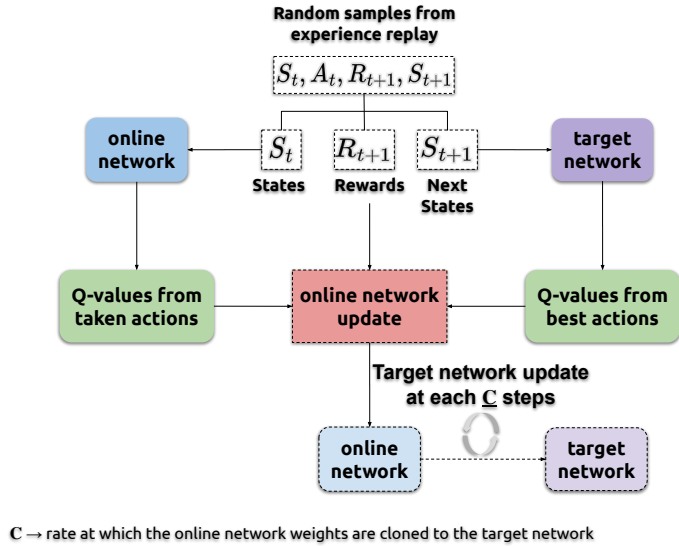 Random samples from
experience replay
S_t, A_t, R_{t+1}, S_{t+1}
online
network
S_t
R_{t+1}
S_{t+1}
target
network
States
Rewards
Next
States
Q-values from
taken actions
online network
update
Q-values from
best actions
Target network update
at each C steps
online
network
target
network
C → rate at which the online network weights are cloned to the target network